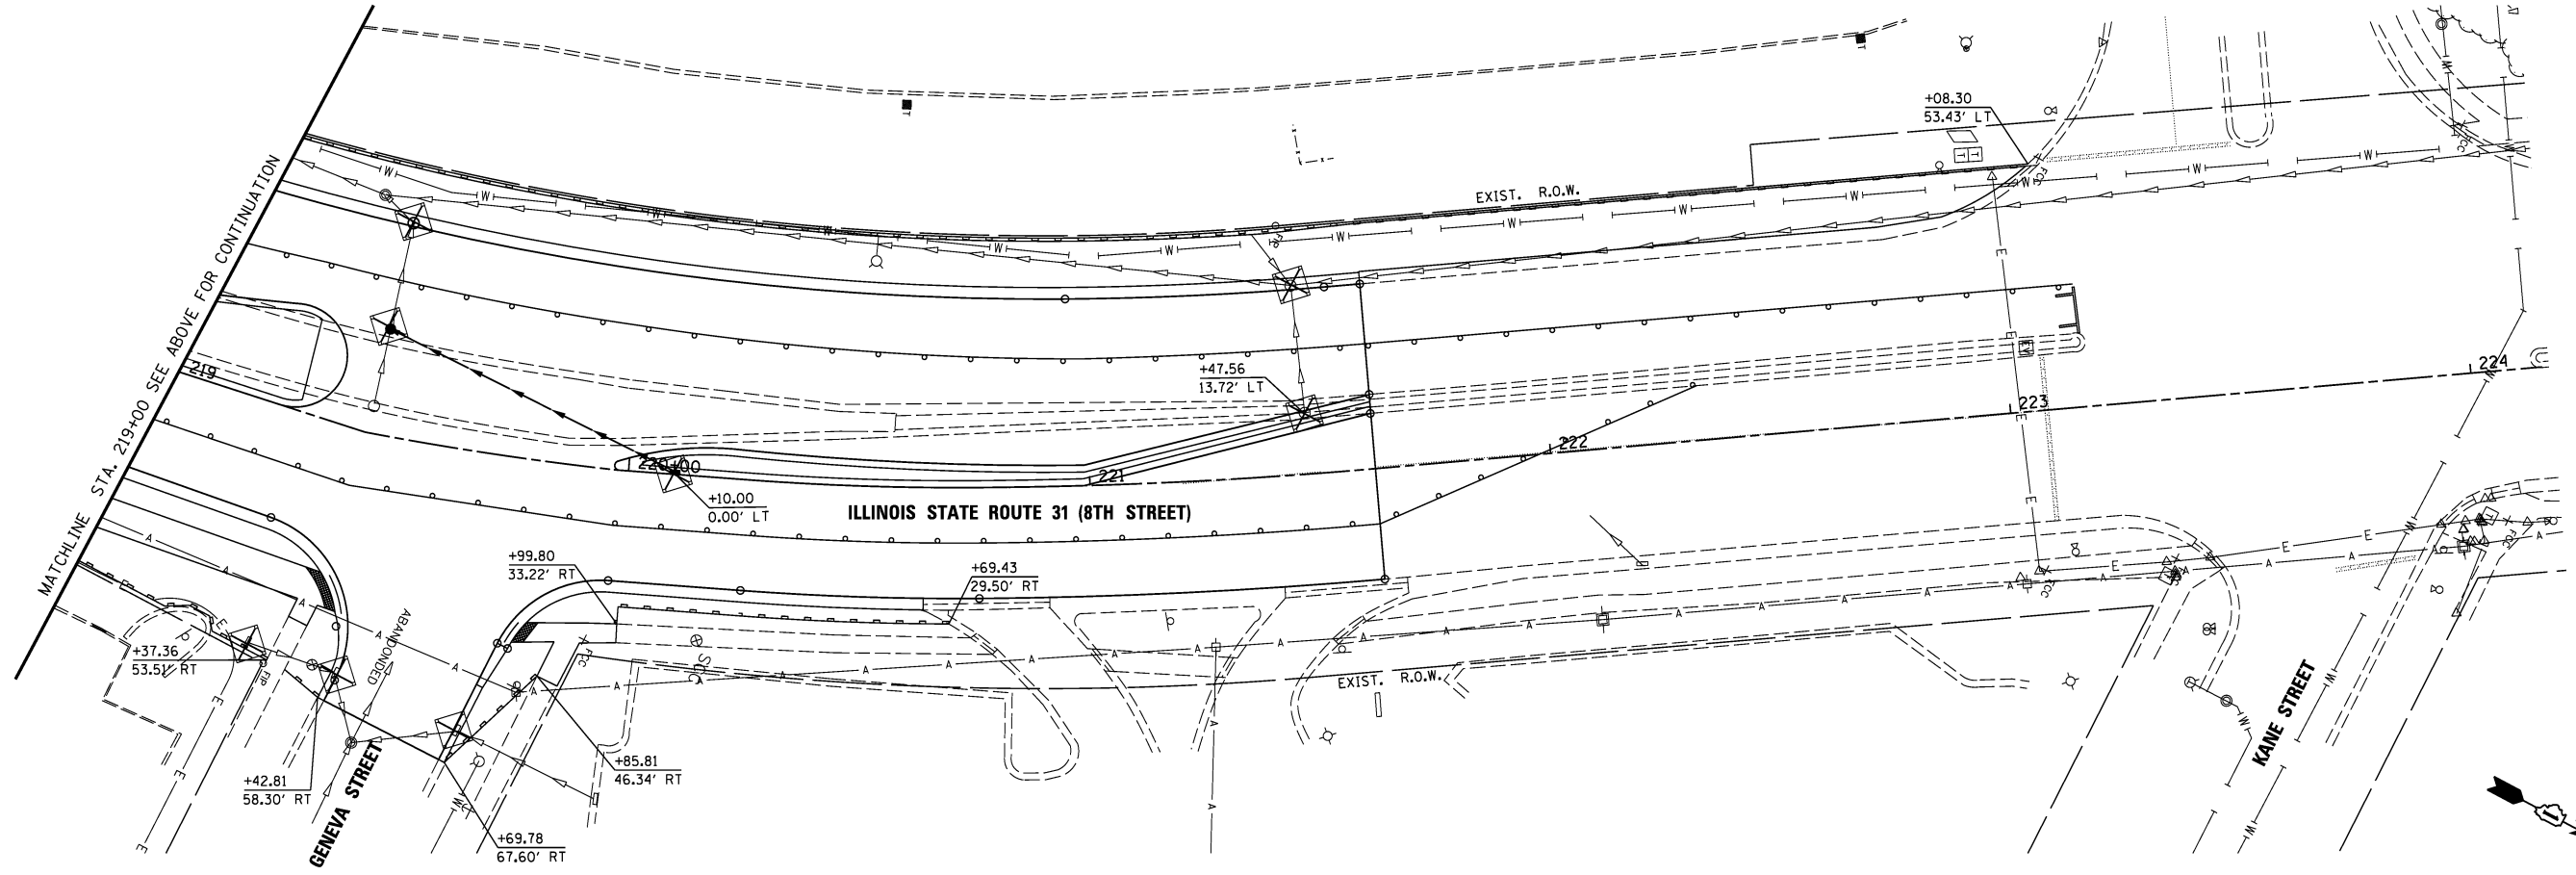 MATCHLINE STA. 219+00 SEE ABOVE FOR CONTINUATION
+08.30
53.43' LT
EXIST. R.O.W.
219
+47.56
13.72' LT
220+00
221
222
223
224
+10.00
0.00' LT
ILLINOIS STATE ROUTE 31 (8TH STREET)
+99.80
33.22' RT
+69.43
29.50' RT
ABANDONDED
+37.36
53.51' RT
FIP
FCC
EXIST. R.O.W.
+42.81
58.30' RT
GENEVA STREET
+85.81
46.34' RT
+69.78
67.60' RT
KANE STREET